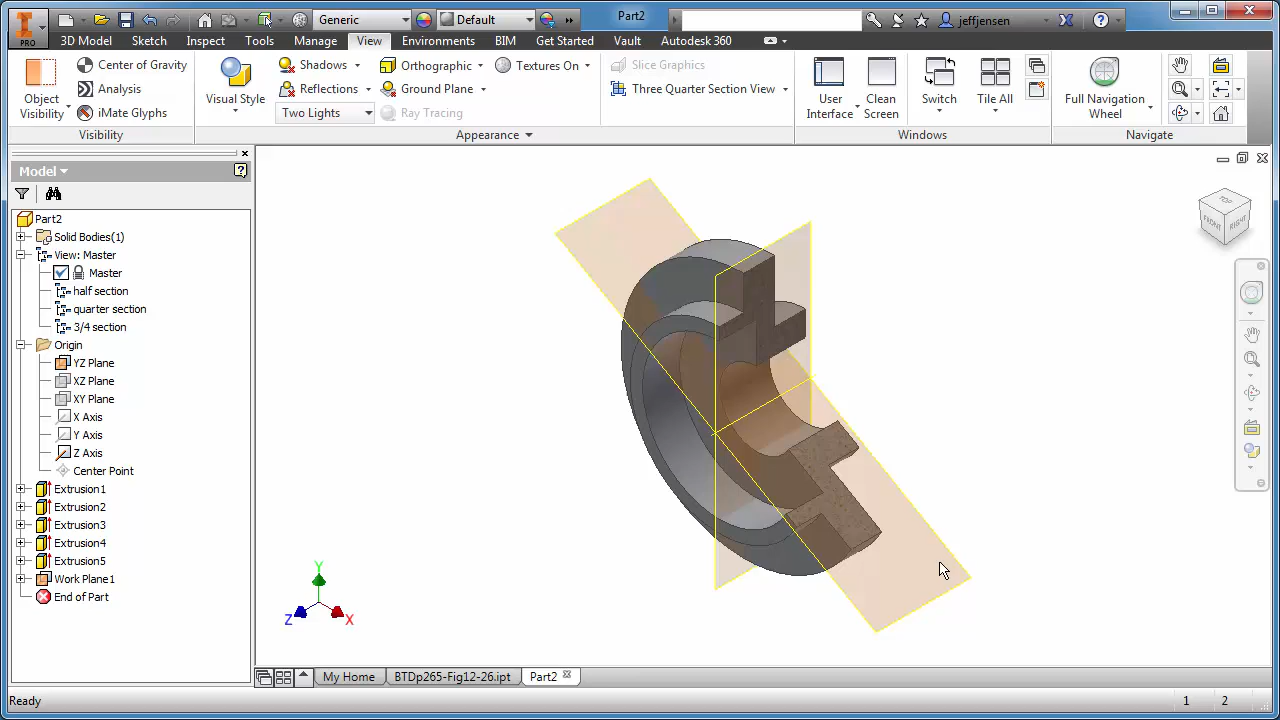 PRO
Generic
Default
Part2
jeffjensen
3D Model Sketch Inspect Tools Manage View Environments BIM Get Started Vault Autodesk 360
Object Visibility
Center of Gravity
Analysis
iMate Glyphs
Visibility
Visual Style
Shadows
Reflections
Two Lights
Orthographic
Ground Plane
Ray Tracing
Textures On
Appearance
Slice Graphics
Three Quarter Section View
User Interface
Clean Screen
Switch
Tile All
Windows
Full Navigation Wheel
Navigate
Model
Part2
Solid Bodies(1)
View: Master
Master
half section
quarter section
3/4 section
Origin
YZ Plane
XZ Plane
XY Plane
X Axis
Y Axis
Z Axis
Center Point
Extrusion1
Extrusion2
Extrusion3
Extrusion4
Extrusion5
Work Plane1
End of Part
TOP
FRONT
RIGHT
Y
Z
X
My Home BTDp265-Fig12-26.ipt Part2
Ready 1 2